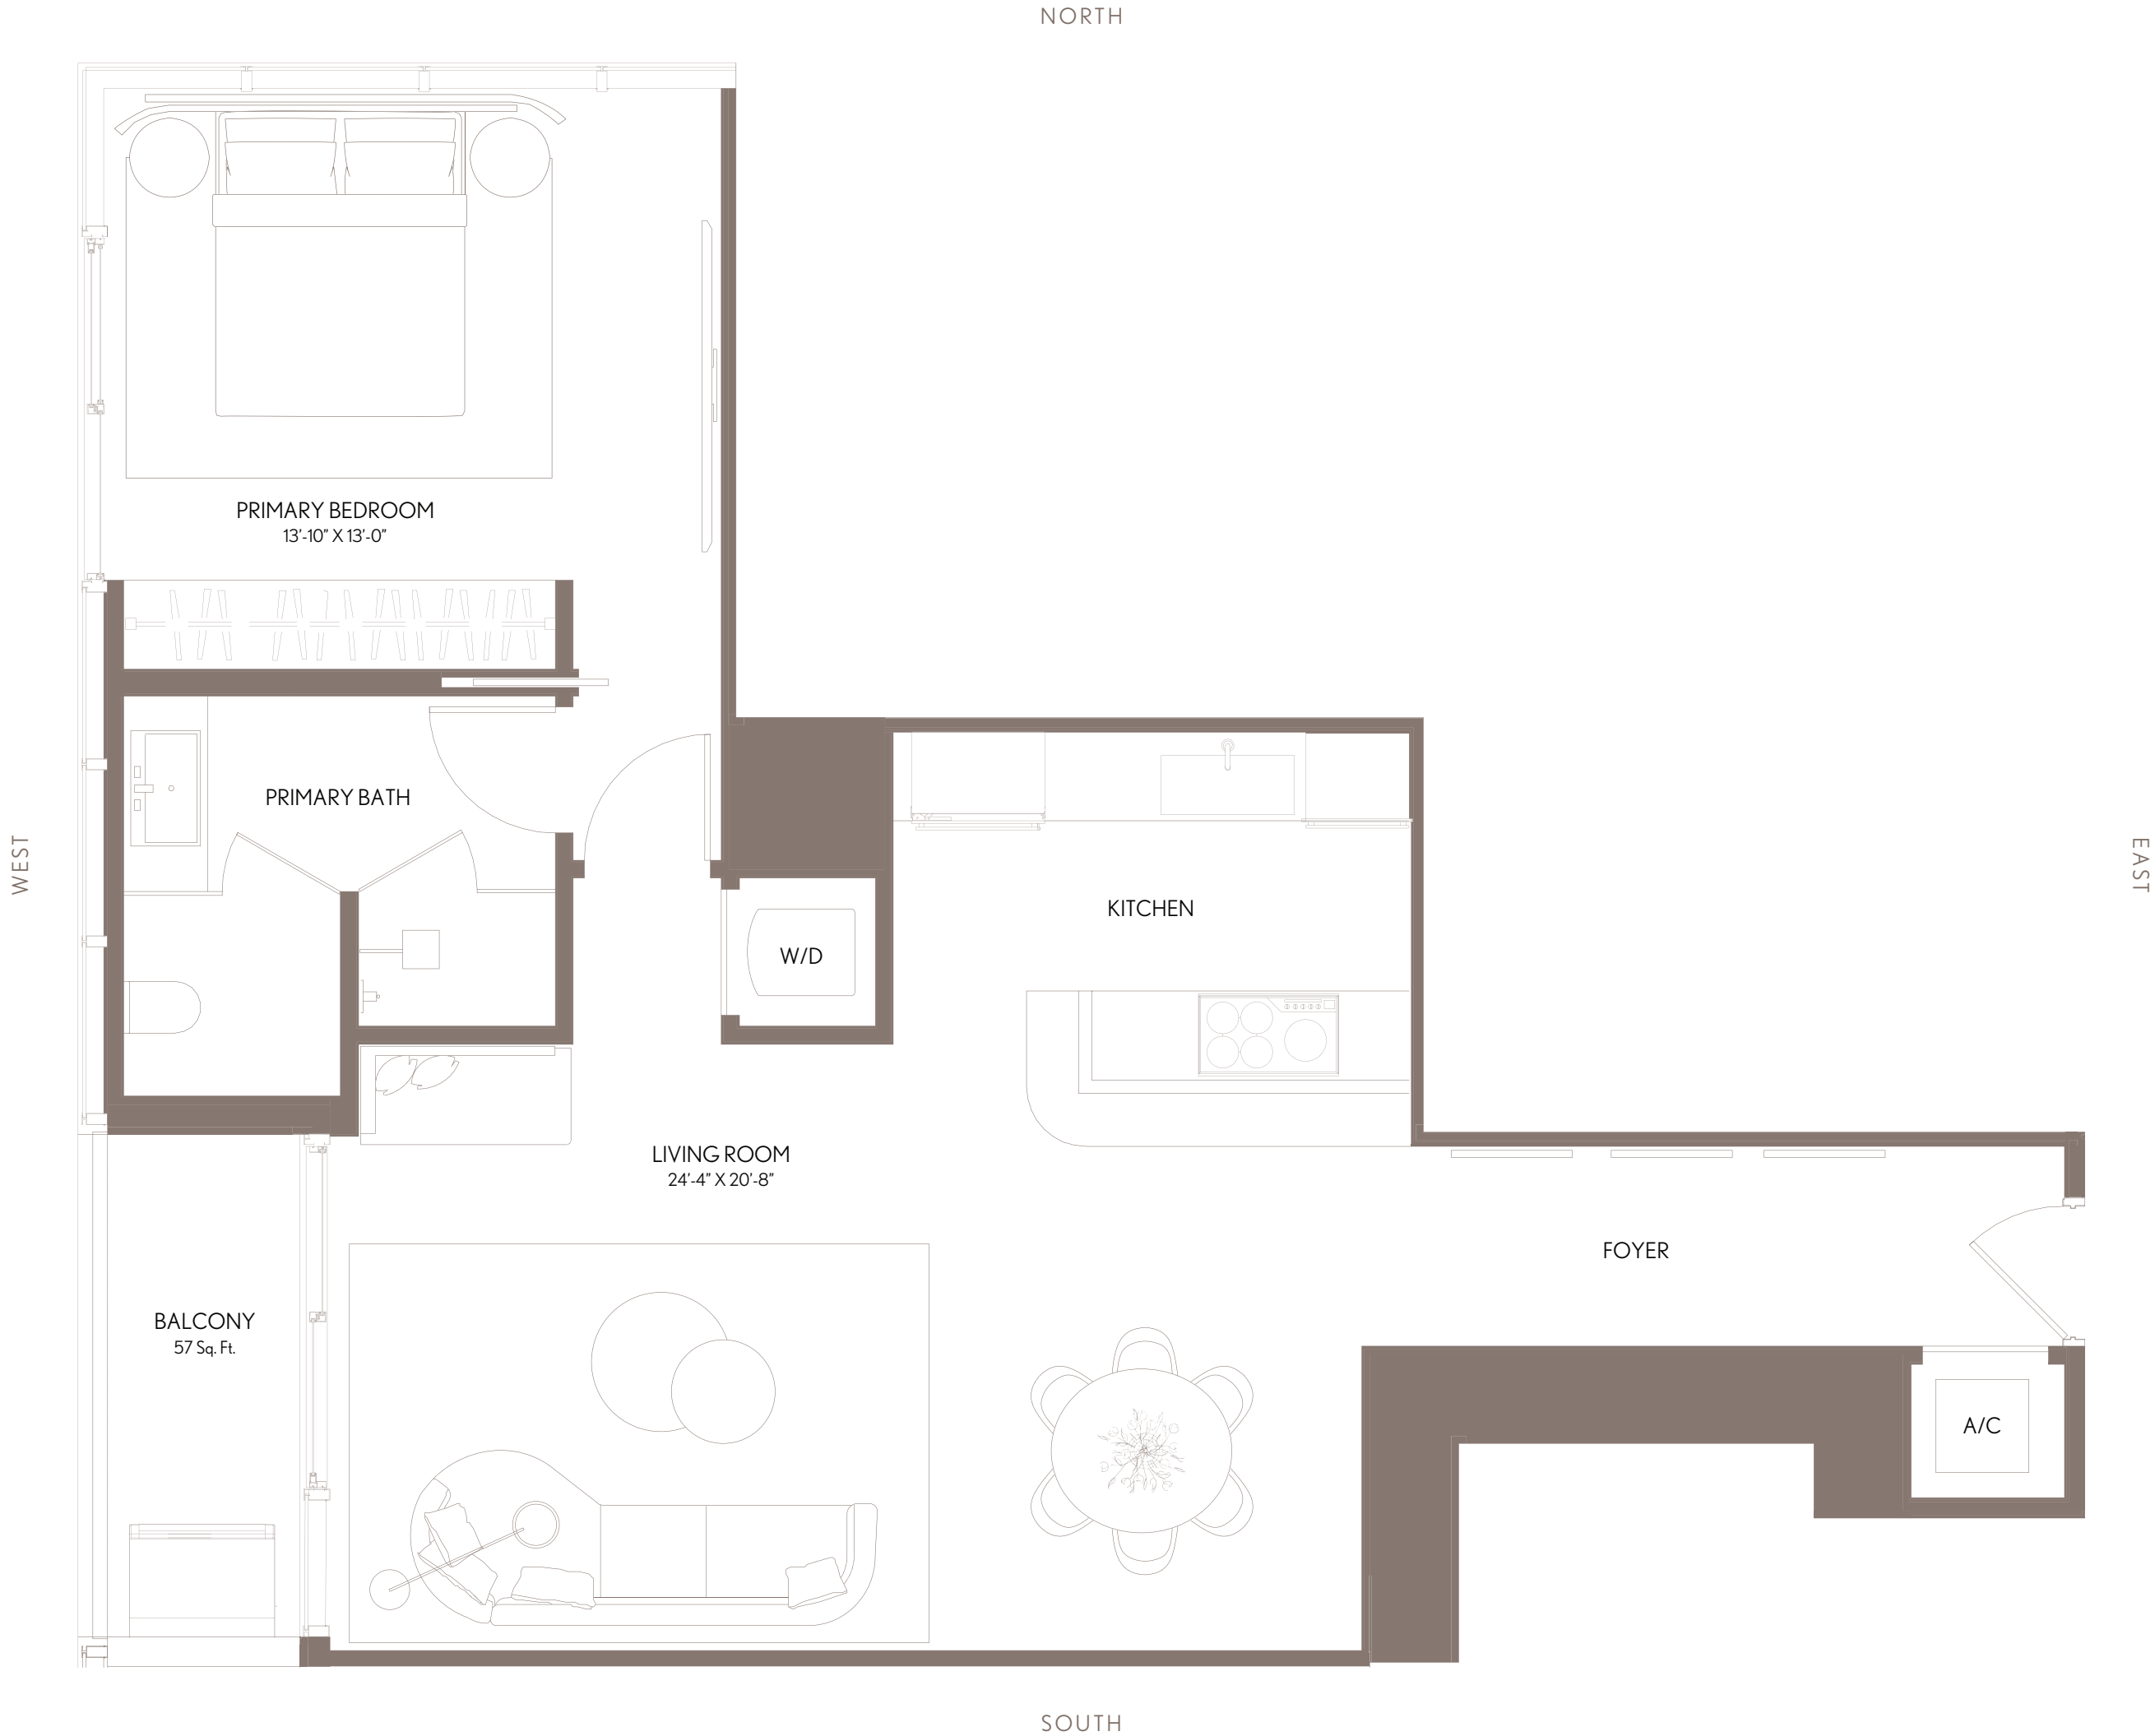 NORTH
PRIMARY BEDROOM
13’-10” X 13’-0”
PRIMARY BATH
WEST
EAST
KITCHEN
W/D
LIVING ROOM
24’-4” X 20’-8”
FOYER
BALCONY
57 Sq. Ft.
A/C
SOUTH